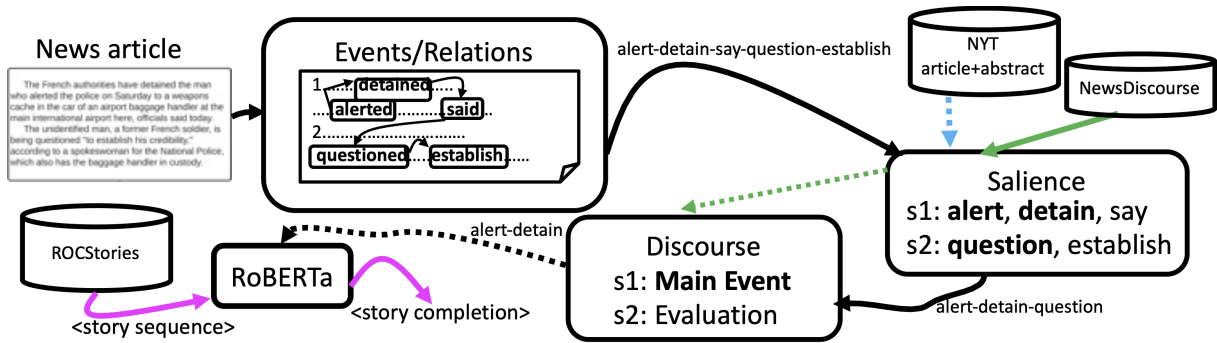 News article
The French authorities have detained the man
who alerted the police on Saturday to a weapons
cache in the car of an airport baggage handler at the
main international airport here, officials said today.
The unidentified man, a former French soldier, is
being questioned "to establish his credibility,"
according to a spokeswoman for the National Police,
which also has the baggage handler in custody.
Events/Relations
1.......detained.....
....alerted.......said..
2..........................
questioned.....establish.....
alert-detain-say-question-establish
NYT
article+abstract
NewsDiscourse
Salience
s1: alert, detain, say
s2: question, establish
alert-detain-question
Discourse
s1: Main Event
s2: Evaluation
alert-detain
ROCStories
RoBERTa
<story sequence>
<story completion>